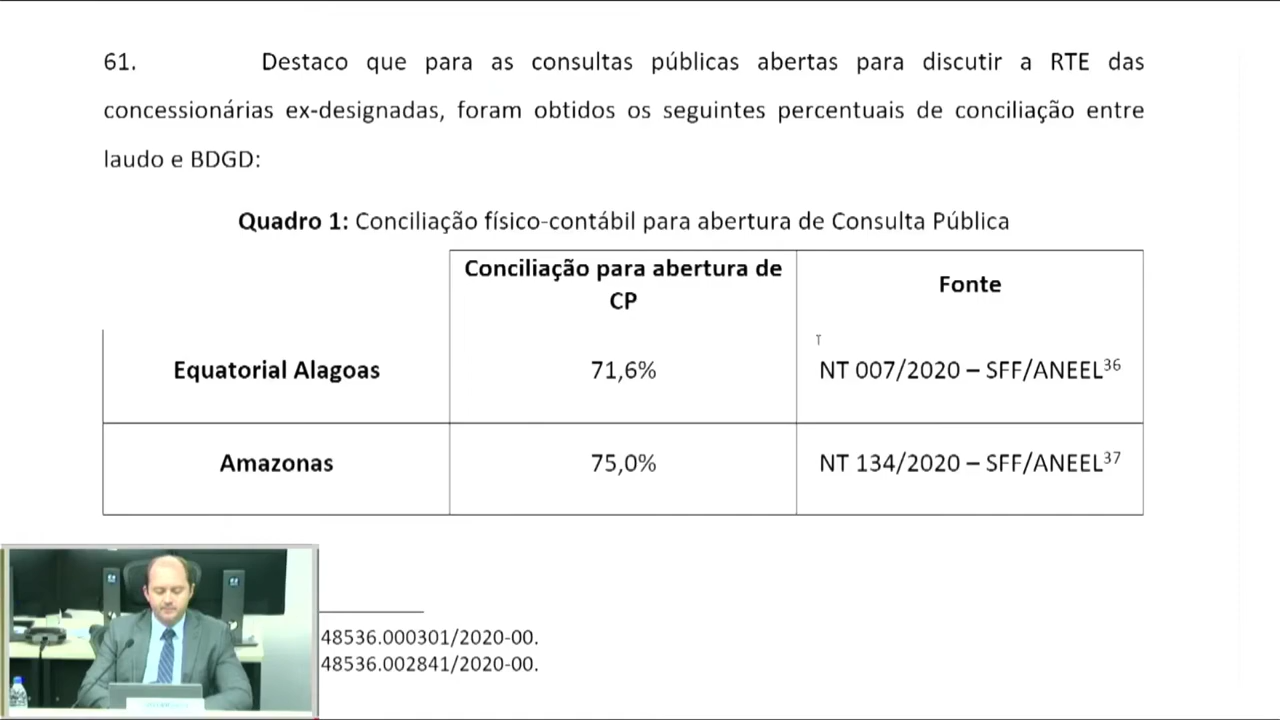 61. Destaco que para as consultas públicas abertas para discutir a RTE das
concessionárias ex-designadas, foram obtidos os seguintes percentuais de conciliação entre
laudo e BDGD:
Quadro 1: Conciliação físico-contábil para abertura de Consulta Pública
Conciliação para abertura de
CP
Fonte
Equatorial Alagoas
71,6%
NT 007/2020 – SFF/ANEEL36
Amazonas
75,0%
NT 134/2020 – SFF/ANEEL37
48536.000301/2020-00.
48536.002841/2020-00.